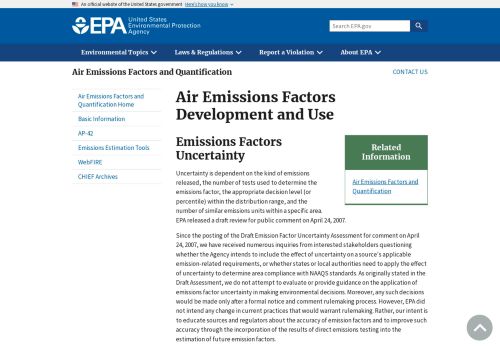 An official website of the United States government Here's how you know
EPA United States
Environmental Protection
Agency
Search EPA.gov
Environmental Topics
Laws & Regulations
Report a Violation
About EPA
Air Emissions Factors and Quantification
CONTACT US
Air Emissions Factors and
Quantification Home
Basic Information
AP-42
Emissions Estimation Tools
WebFIRE
CHIEF Archives
Air Emissions Factors
Development and Use
Emissions Factors
Uncertainty
Related
Information
Air Emissions Factors and
Quantification
Uncertainty is dependent on the kind of emissions
released, the number of tests used to determine the
emissions factor, the appropriate decision level (or
percentile) within the distribution range, and the
number of similar emissions units within a specific area.
EPA released a draft review for public comment on April 24, 2007.
Since the posting of the Draft Emission Factor Uncertainty Assessment for comment on April
24, 2007, we have received numerous inquiries from interested stakeholders questioning
whether the Agency intends to include the effect of uncertainty on a source's applicable
emission-related requirements, or whether states or local authorities need to apply the effect
of uncertainty to determine area compliance with NAAQS standards. As originally stated in the
Draft Assessment, we do not attempt to evaluate or provide guidance on the application of
emissions factor uncertainty in making environmental decisions. Moreover, any such decisions
would be made only after a formal notice and comment rulemaking process. However, EPA did
not intend any change in current practices that would warrant rulemaking. Rather, our intent is
to educate sources and regulators about the accuracy of emission factors and to improve such
accuracy through the incorporation of the results of direct emissions testing into the
estimation of future emission factors.